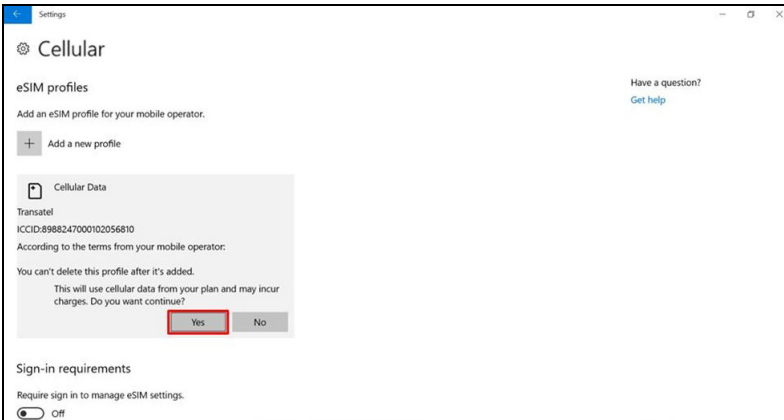 Settings
Cellular
eSIM profiles
Add an eSIM profile for your mobile operator.
Add a new profile
Cellular Data
Transatel
ICCID:8988247000102056810
According to the terms from your mobile operator:
You can't delete this profile after it's added.
This will use cellular data from your plan and may incur
charges. Do you want continue?
Yes No
Sign-in requirements
Require sign in to manage eSIM settings.
Off
Have a question?
Get help